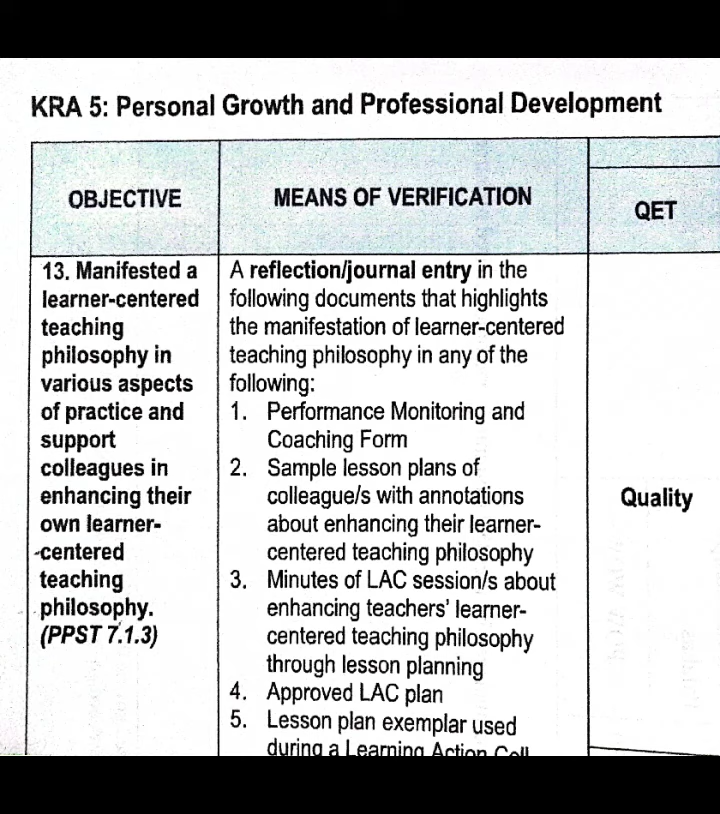 KRA 5: Personal Growth and Professional Development
OBJECTIVE
MEANS OF VERIFICATION
QET
13. Manifested a
learner-centered
teaching
philosophy in
various aspects
of practice and
support
colleagues in
enhancing their
own learner-
centered
teaching
philosophy.
(PPST 7.1.3)
A reflection/journal entry in the
following documents that highlights
the manifestation of learner-centered
teaching philosophy in any of the
following:
1. Performance Monitoring and
Coaching Form
2. Sample lesson plans of
colleague/s with annotations
about enhancing their learner-
centered teaching philosophy
3. Minutes of LAC session/s about
enhancing teachers' learner-
centered teaching philosophy
through lesson planning
4. Approved LAC plan
5. Lesson plan exemplar used
during a Learning Action Cell
Quality